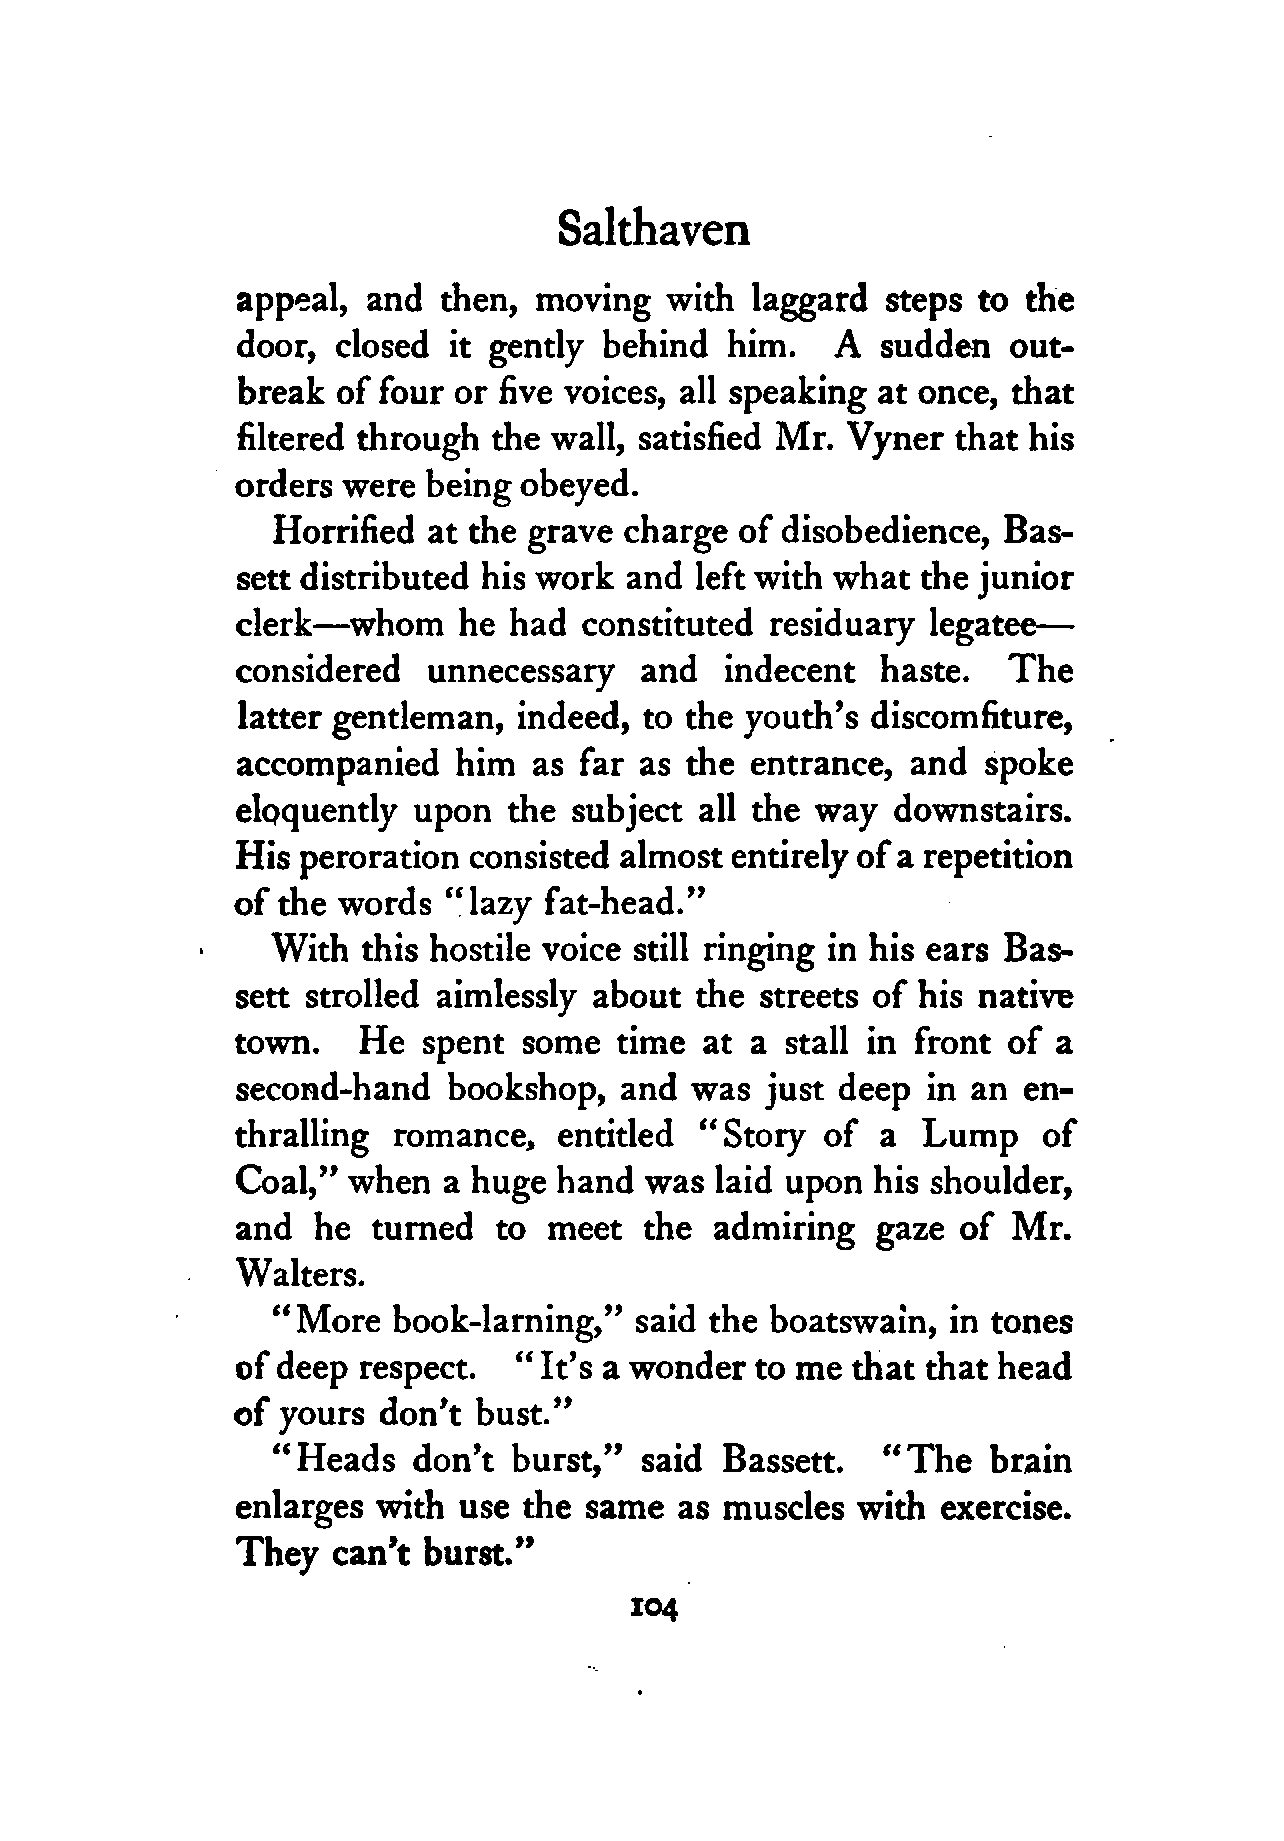 Salthaven
appeal, and then, moving with laggard steps to the
door, closed it gently behind him. A sudden out-
break of four or five voices, all speaking at once, that
filtered through the wall, satisfied Mr. Vyner that his
orders were being obeyed.
Horrified at the grave charge of disobedience, Bas-
sett distributed his work and left with what the junior
clerk—whom he had constituted residuary legatee—
considered unnecessary and indecent haste. The
latter gentleman, indeed, to the youth's discomfiture,
accompanied him as far as the entrance, and spoke
eloquently upon the subject all the way downstairs.
His peroration consisted almost entirely of a repetition
of the words "lazy fat-head."
With this hostile voice still ringing in his ears Bas-
sett strolled aimlessly about the streets of his native
town. He spent some time at a stall in front of a
second-hand bookshop, and was just deep in an en-
thralling romance, entitled "Story of a Lump of
Coal," when a huge hand was laid upon his shoulder,
and he turned to meet the admiring gaze of Mr.
Walters.
"More book-larning," said the boatswain, in tones
of deep respect. "It's a wonder to me that that head
of yours don't bust."
"Heads don't burst," said Bassett. "The brain
enlarges with use the same as muscles with exercise.
They can't burst."
104